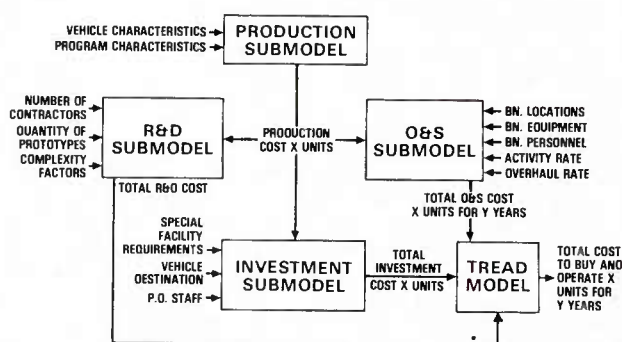 VEHICLE CHARACTERISTICS
PROGRAM CHARACTERISTICS
PRODUCTION
SUBMODEL
NUMBER OF
CONTRACTORS
QUANTITY OF
PROTOTYPES
COMPLEXITY
FACTORS
R&D
SUBMODEL
PRODUCTION
COST X UNITS
O&S
SUBMODEL
BN. LOCATIONS
BN. EQUIPMENT
BN. PERSONNEL
ACTIVITY RATE
OVERHAUL RATE
TOTAL R&D COST
TOTAL O&S COST
X UNITS FOR Y YEARS
SPECIAL
FACILITY
REQUIREMENTS
VEHICLE
DESTINATION
P.O. STAFF
INVESTMENT
SUBMODEL
TOTAL
INVESTMENT
COST X UNITS
TREAD
MODEL
TOTAL COST
TO BUY AND
OPERATE X
UNITS FOR
Y YEARS